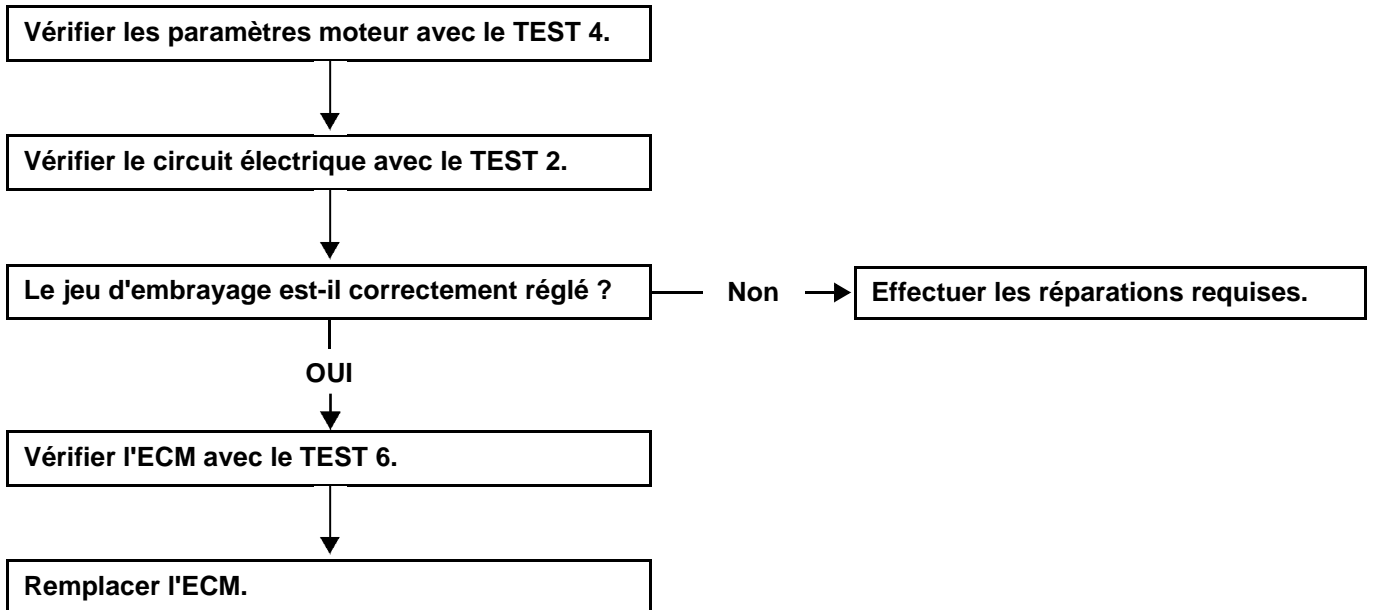 Vérifier les paramètres moteur avec le TEST 4.
Vérifier le circuit électrique avec le TEST 2.
Le jeu d'embrayage est-il correctement réglé ?
Non
Effectuer les réparations requises.
OUI
Vérifier l'ECM avec le TEST 6.
Remplacer l'ECM.